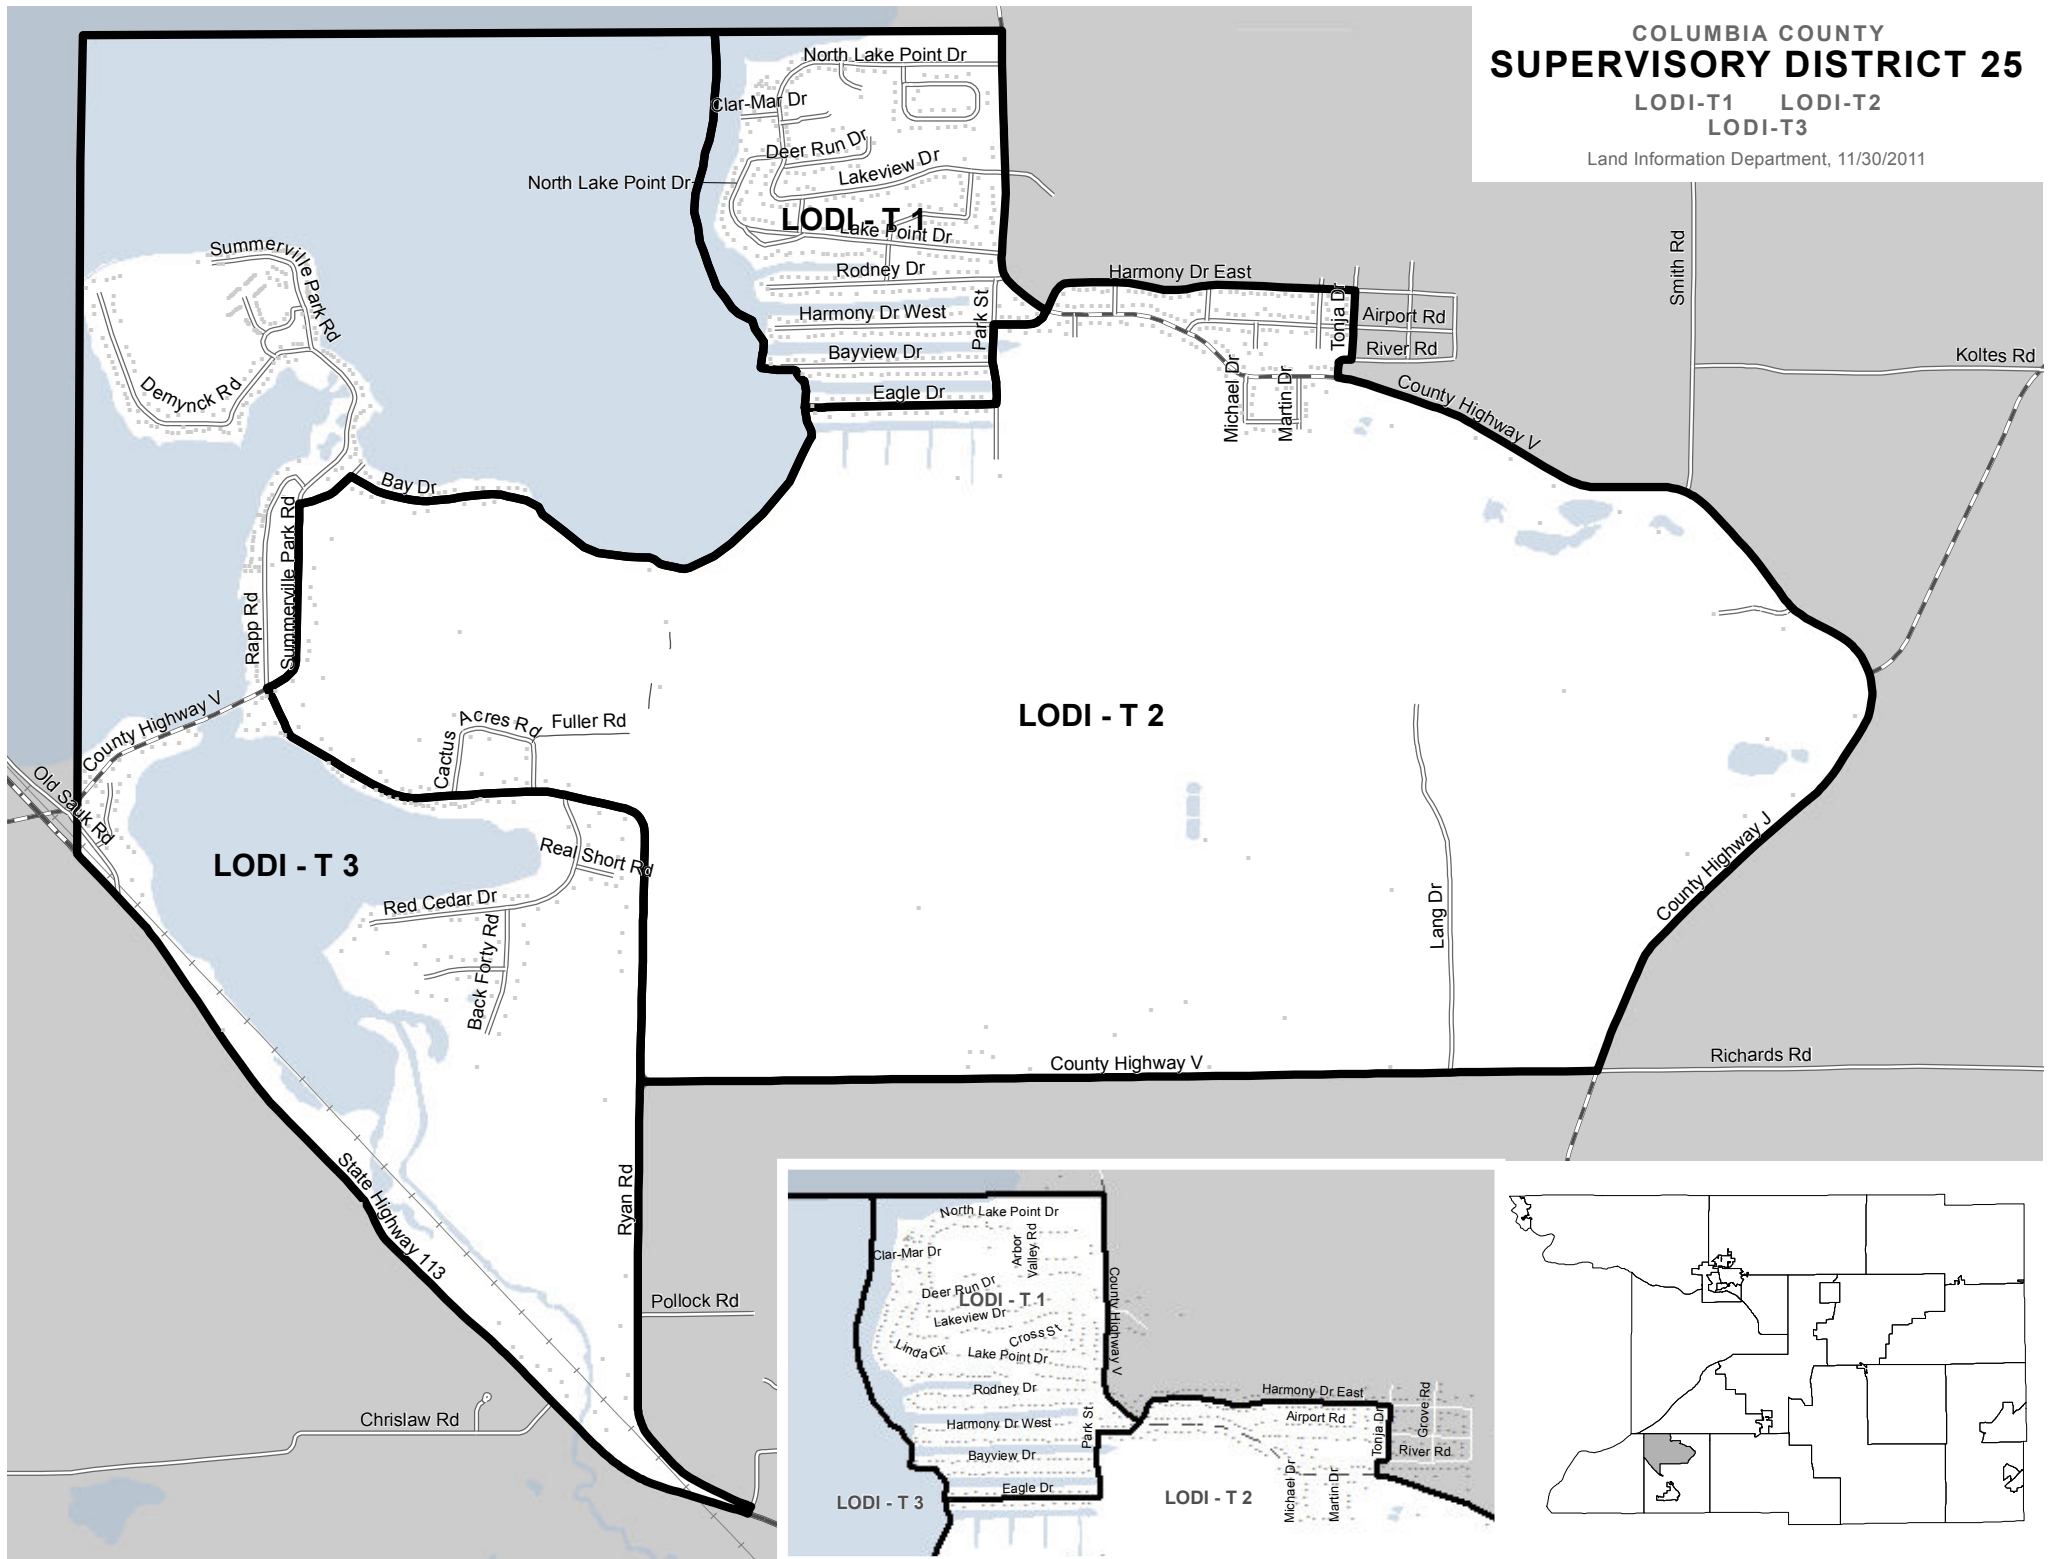 COLUMBIA COUNTY
SUPERVISORY DISTRICT 25
LODI-T1 LODI-T2
LODI-T3
Land Information Department, 11/30/2011
North Lake Point Dr
Clar-Mar Dr
Deer Run Dr
Lakeview Dr
North Lake Point Dr
LODI - T 1
Lake Point Dr
Rodney Dr
Harmony Dr West
Park St
Bayview Dr
Eagle Dr
Harmony Dr East
Tonja Dr
Airport Rd
River Rd
Michael Dr
Martin Dr
County Highway V
Smith Rd
Koltes Rd
Summerville Park Rd
Demynck Rd
Bay Dr
Summerville Park Rd
Rapp Rd
County Highway V
Old Sauk Rd
Cactus
Acres Rd
Fuller Rd
LODI - T 2
LODI - T 3
Real Short Rd
Red Cedar Dr
Back Forty Rd
Lang Dr
County Highway J
County Highway V
Richards Rd
State Highway 113
Ryan Rd
Pollock Rd
Chrislaw Rd
North Lake Point Dr
Clar-Mar Dr
Arbor
Valley Rd
Deer Run Dr
LODI - T 1
Lakeview Dr
Cross St
Linda Cir
Lake Point Dr
County Highway V
Rodney Dr
Harmony Dr West
Park St
Bayview Dr
Eagle Dr
Harmony Dr East
Airport Rd
Tonja Dr
Grove Rd
River Rd
Michael Dr
Martin Dr
LODI - T 3
LODI - T 2